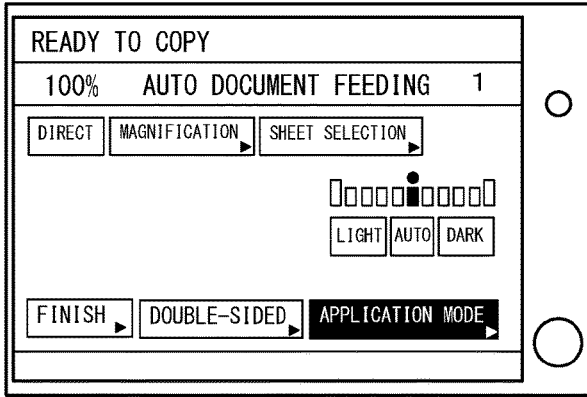 READY TO COPY
100% AUTO DOCUMENT FEEDING 1
DIRECT MAGNIFICATION SHEET SELECTION
LIGHT AUTO DARK
FINISH DOUBLE-SIDED APPLICATION MODE